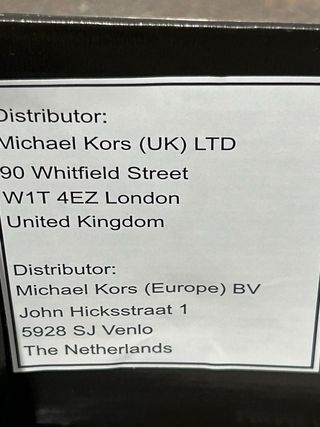 Distributor:
Michael Kors (UK) LTD
90 Whitfield Street
W1T 4EZ London
United Kingdom
Distributor:
Michael Kors (Europe) BV
John Hicksstraat 1
5928 SJ Venlo
The Netherlands